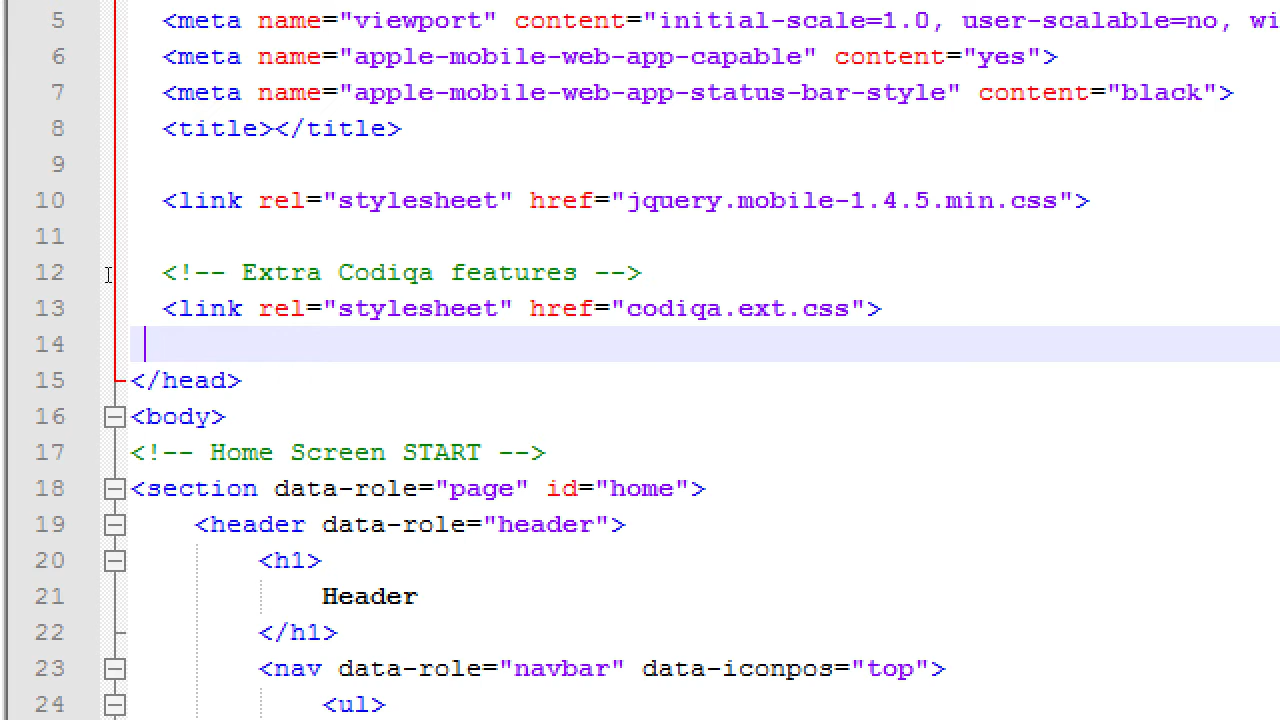 5 <meta name="viewport" content="initial-scale=1.0, user-scalable=no, wi
6 <meta name="apple-mobile-web-app-capable" content="yes">
7 <meta name="apple-mobile-web-app-status-bar-style" content="black">
8 <title></title>
9
10 <link rel="stylesheet" href="jquery.mobile-1.4.5.min.css">
11
12 <!-- Extra Codiqa features -->
13 <link rel="stylesheet" href="codiqa.ext.css">
14
15 </head>
16 <body>
17 <!-- Home Screen START -->
18 <section data-role="page" id="home">
19 <header data-role="header">
20 <h1>
21 Header
22 </h1>
23 <nav data-role="navbar" data-iconpos="top">
24 <ul>